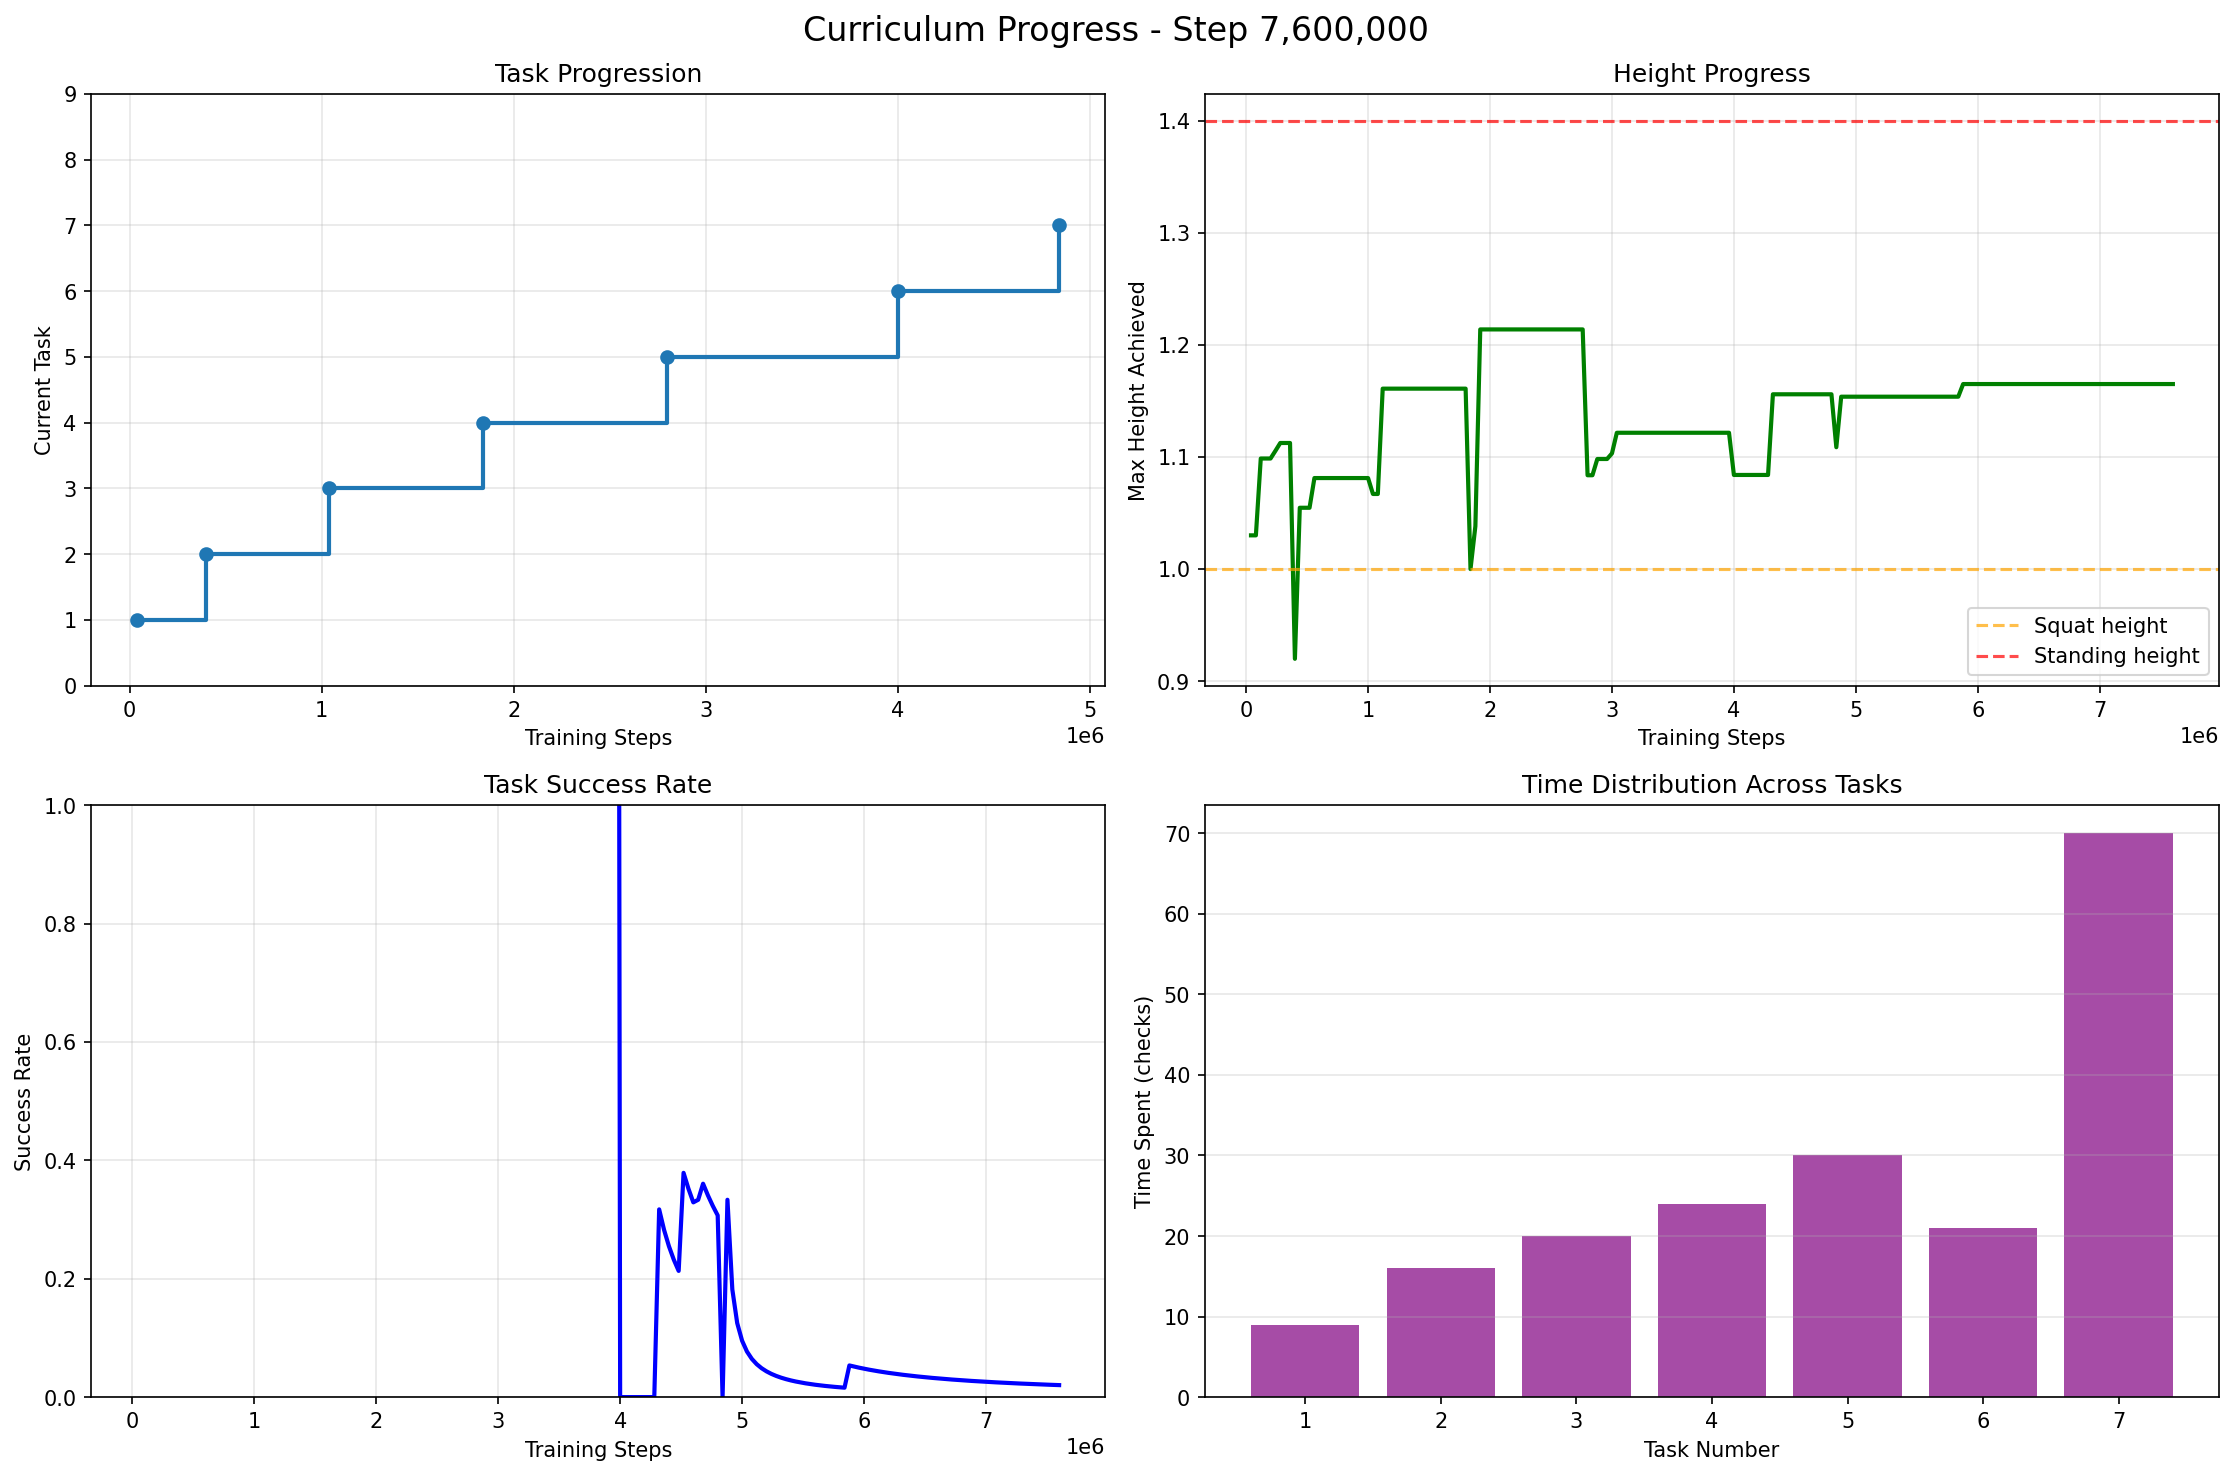 Curriculum Progress - Step 7,600,000
Task Progression
Current Task
9
8
7
6
5
4
3
2
1
0
0 1 2 3 4 5
1e6
Training Steps
Height Progress
Max Height Achieved
1.4
1.3
1.2
1.1
1.0
0.9
Squat height
Standing height
0 1 2 3 4 5 6 7
1e6
Training Steps
Task Success Rate
Success Rate
1.0
0.8
0.6
0.4
0.2
0.0
0 1 2 3 4 5 6 7
1e6
Training Steps
Time Distribution Across Tasks
Time Spent (checks)
70
60
50
40
30
20
10
0
1 2 3 4 5 6 7
Task Number